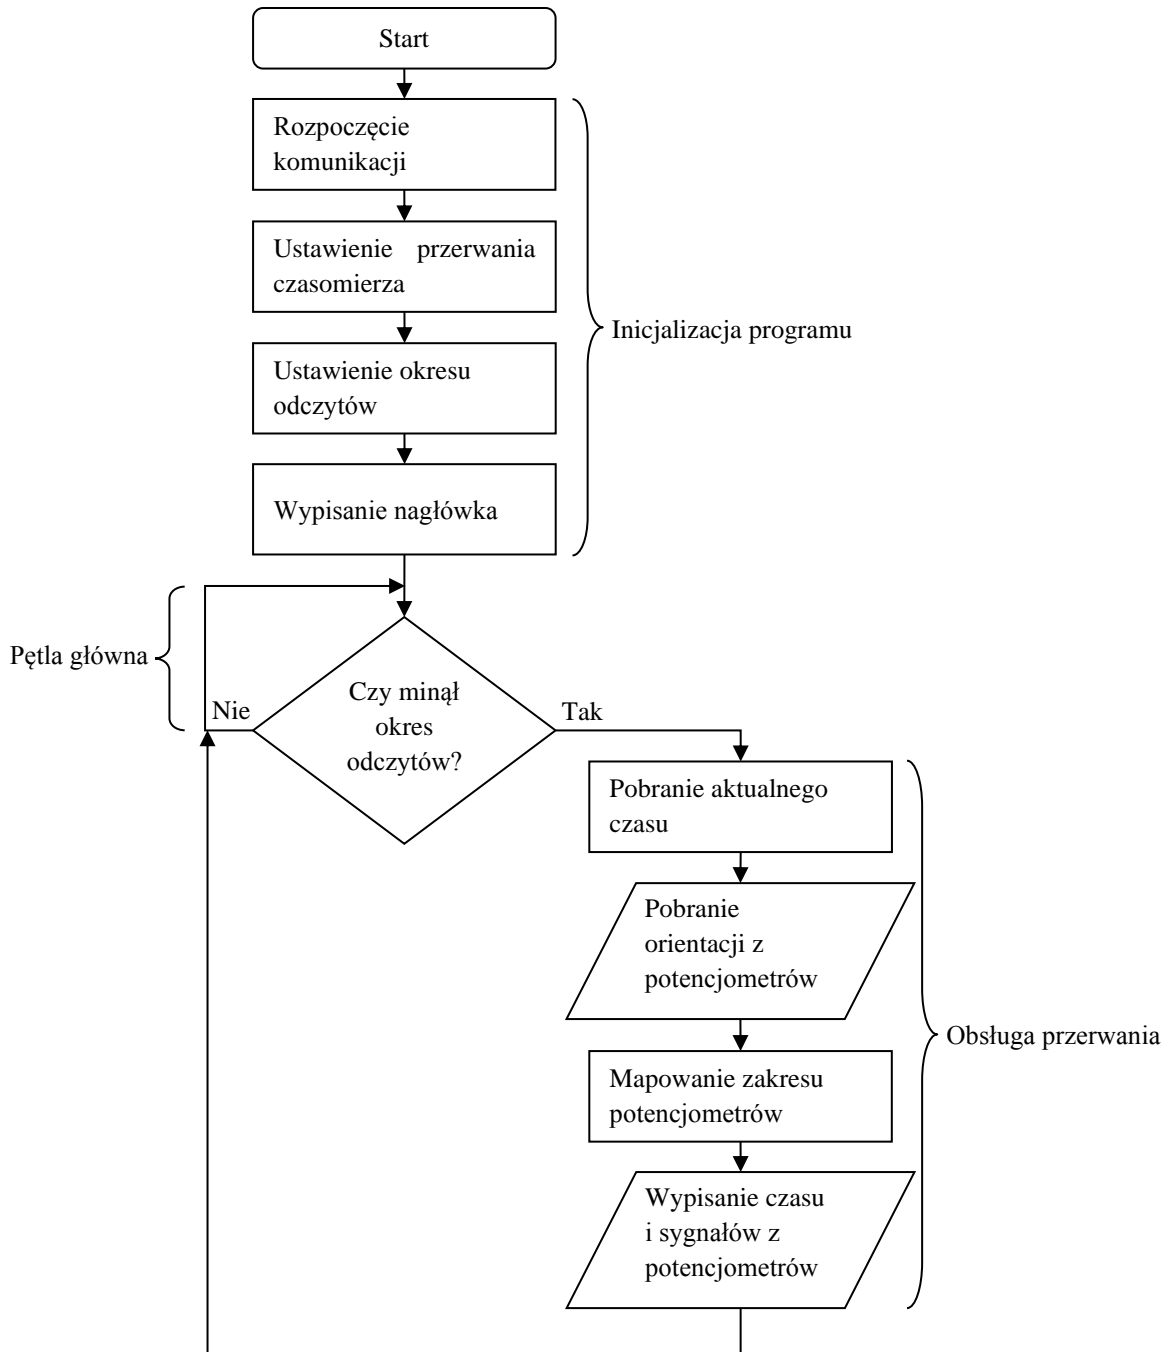 Start
Rozpoczęcie
komunikacji
Ustawienie przerwania
czasomierza
Inicjalizacja programu
Ustawienie okresu
odczytów
Wypisanie nagłówka
Pętla główna
Czy minął
okres
odczytów?
Nie
Tak
Pobranie aktualnego
czasu
Pobranie
orientacji z
potencjometrów
Obsługa przerwania
Mapowanie zakresu
potencjometrów
Wypisanie czasu
i sygnałów z
potencjometrów